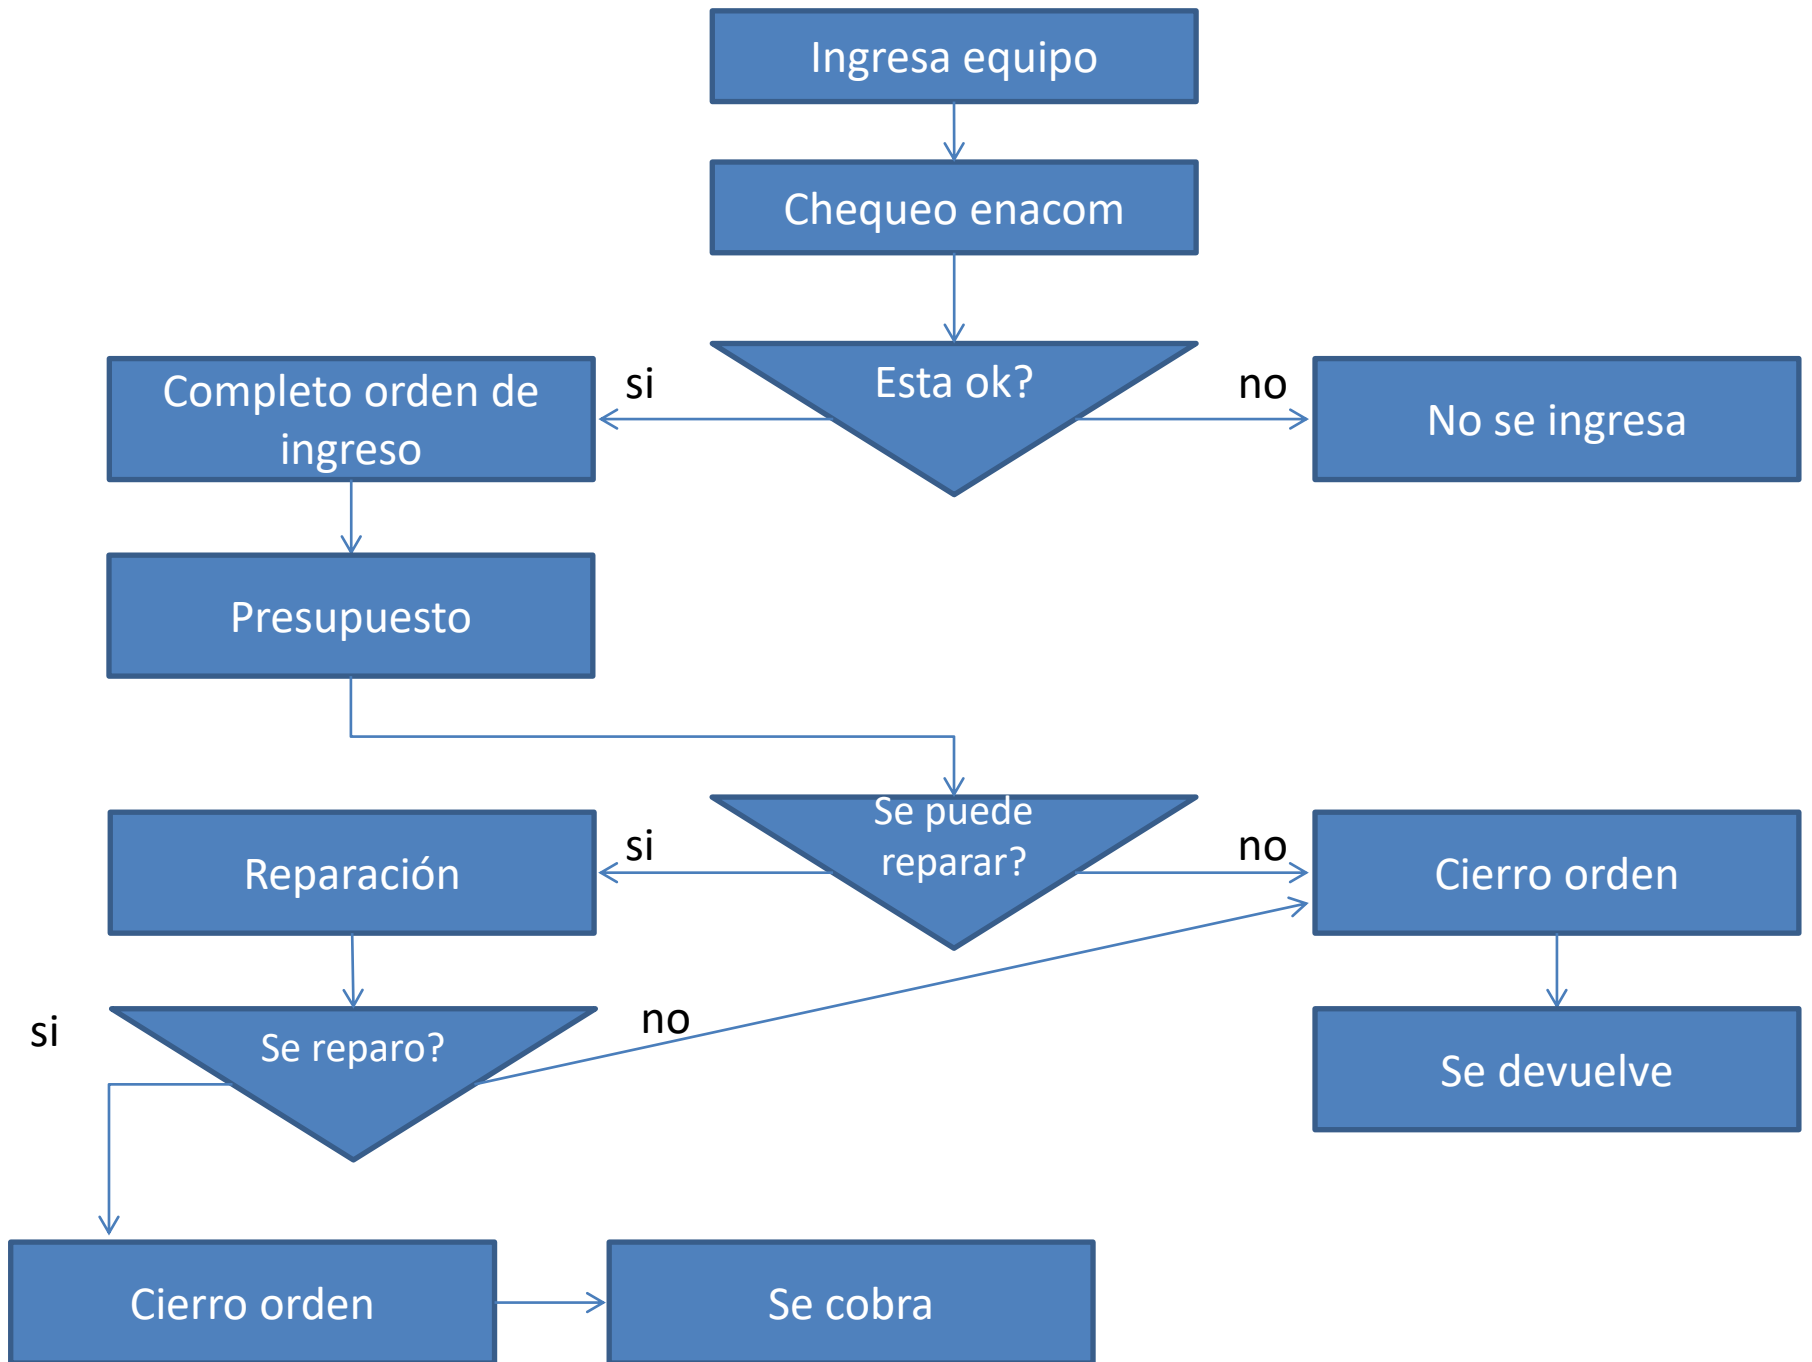 Ingresa equipo
Chequeo enacom
Esta ok?
si
no
Completo orden de
ingreso
No se ingresa
Presupuesto
Se puede
reparar?
si
no
Reparación
Cierro orden
Se reparo?
si
no
Se devuelve
Cierro orden
Se cobra